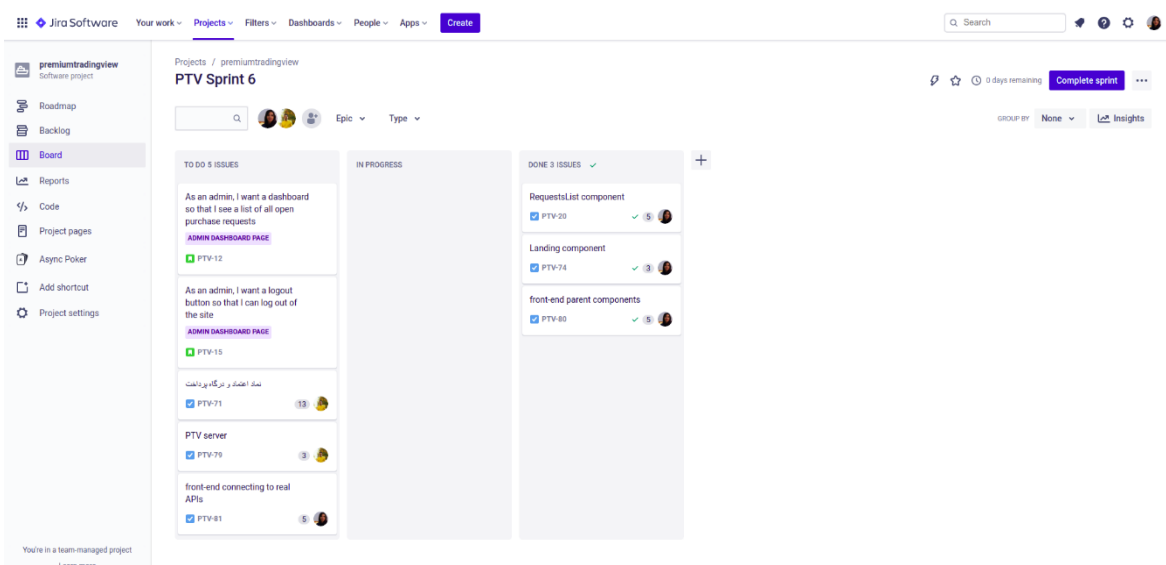 Jira Software
Your work
Projects
Filters
Dashboards
People
Apps
Create
Search
premiumtradingview
Software project
Roadmap
Backlog
Board
Reports
Code
Project pages
Async Poker
Add shortcut
Project settings
You're in a team-managed project
Learn more
Projects / premiumtradingview
PTV Sprint 6
0 days remaining
Complete sprint
Epic
Type
GROUP BY
None
Insights
TO DO 5 ISSUES
As an admin, I want a dashboard
so that I see a list of all open
purchase requests
ADMIN DASHBOARD PAGE
PTV-12
As an admin, I want a logout
button so that I can log out of
the site
ADMIN DASHBOARD PAGE
PTV-15
نماد اعتماد و درگاه پرداخت
PTV-71
13
PTV server
PTV-79
3
front-end connecting to real
APIs
PTV-81
5
IN PROGRESS
DONE 3 ISSUES
RequestsList component
PTV-20
5
Landing component
PTV-74
3
front-end parent components
PTV-80
5